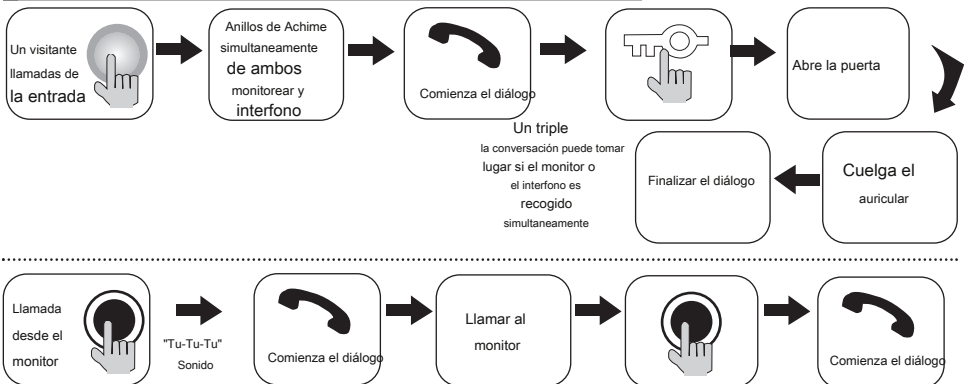 Un visitante
llamadas de
la entrada
Anillos de Achime
simultaneamente
de ambos
monitorear y
interfono
Comienza el diálogo
Abre la puerta
Un triple
la conversación puede tomar
lugar si el monitor o
el interfono es
recogido
simultaneamente
Cuelga el
auricular
Finalizar el diálogo
Llamada
desde el
monitor
"Tu-Tu-Tu"
Sonido
Comienza el diálogo
Llamar al
monitor
Comienza el diálogo